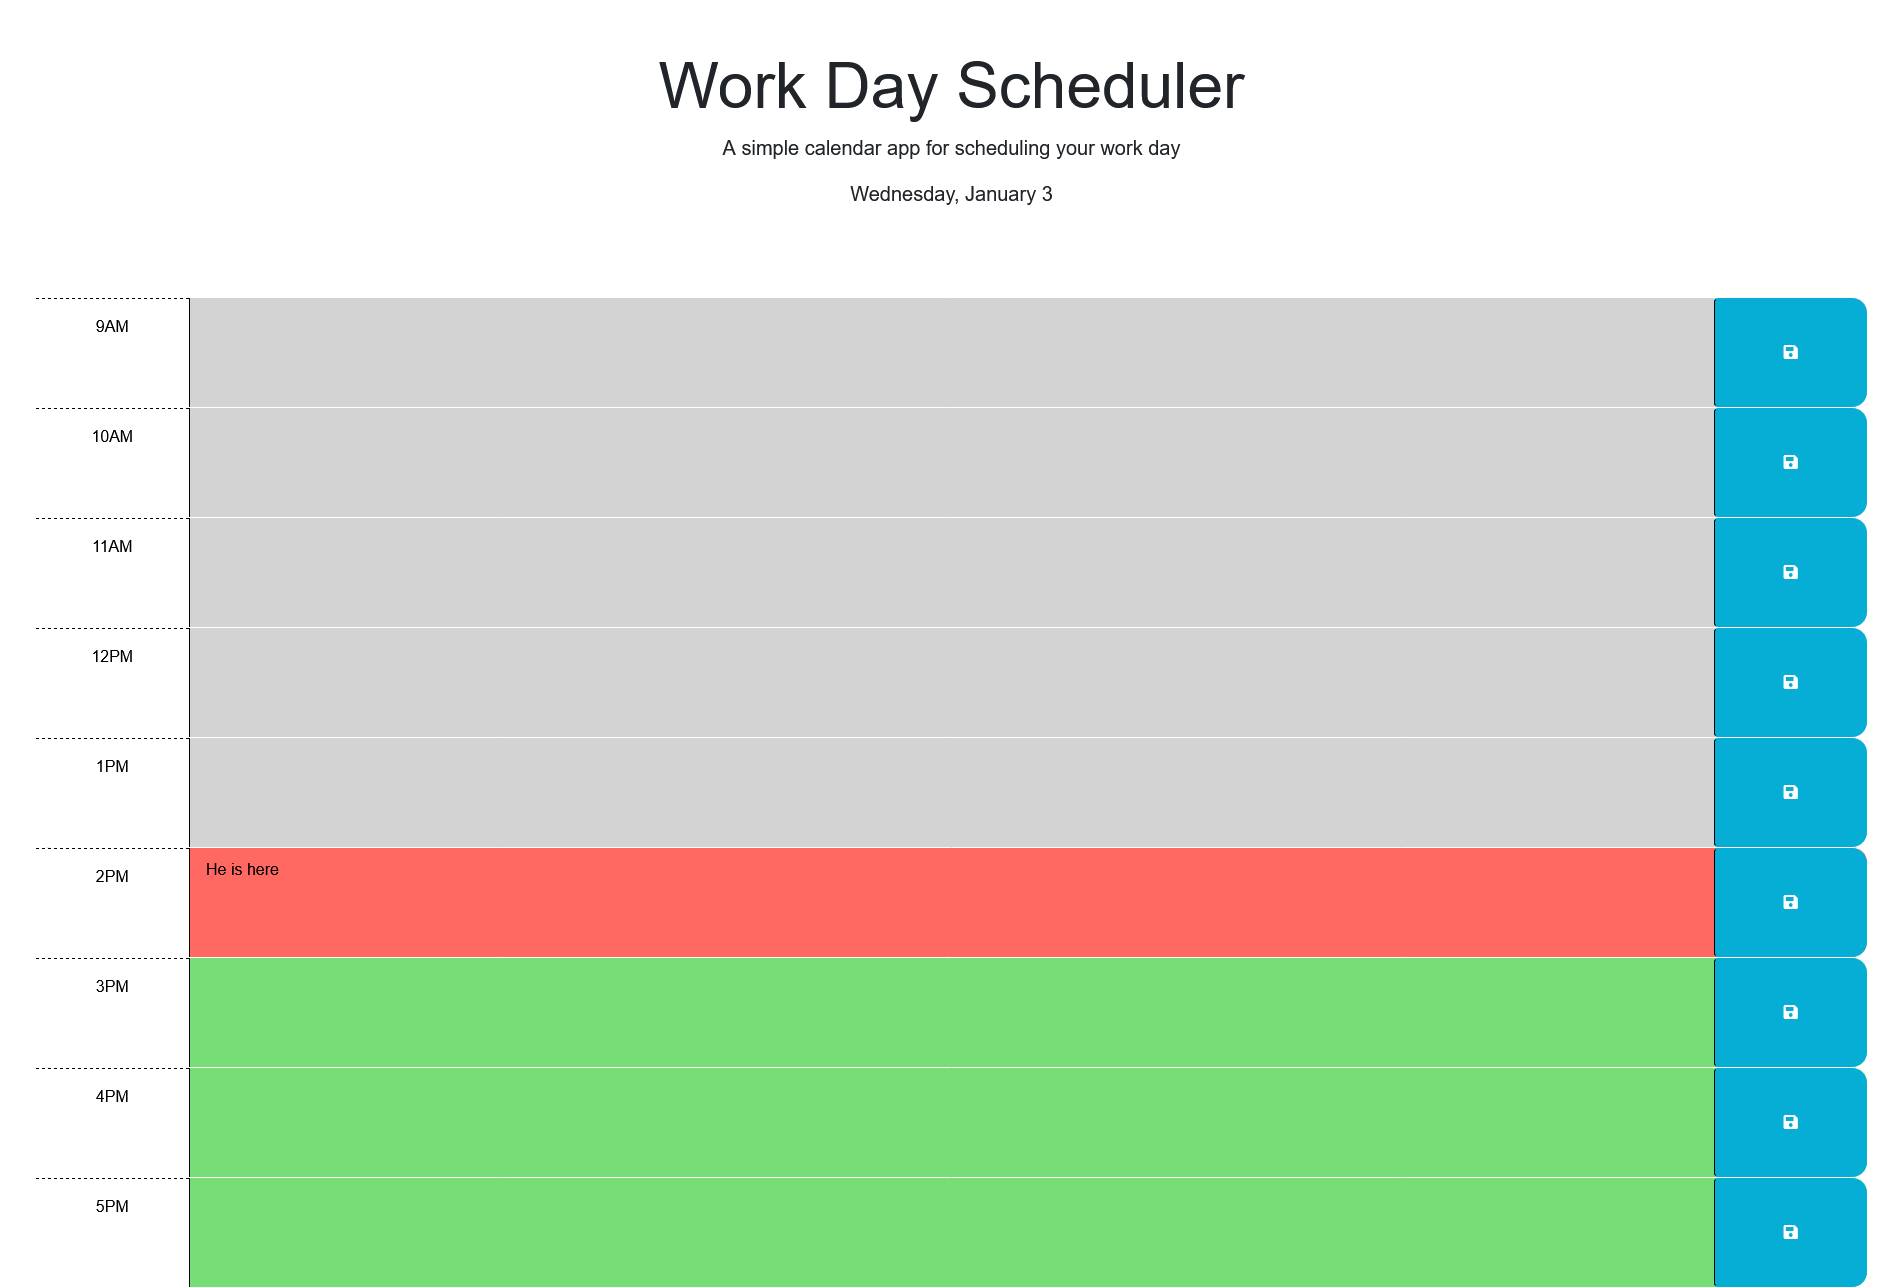 Work Day Scheduler
A simple calendar app for scheduling your work day
Wednesday, January 3
9AM
10AM
11AM
12PM
1PM
2PM
He is here
3PM
4PM
5PM